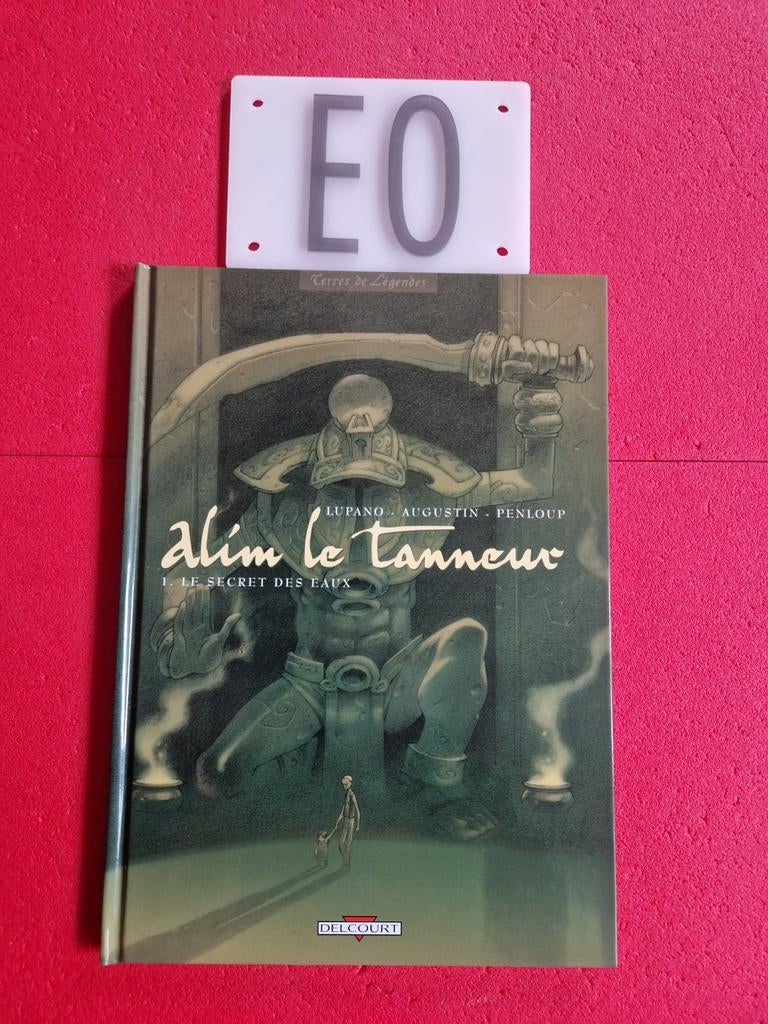 EO
Terres de Légendes
LUPANO - AUGUSTIN - PENLOUP
Alim le tanneur
1. LE SECRET DES EAUX
DELCOURT